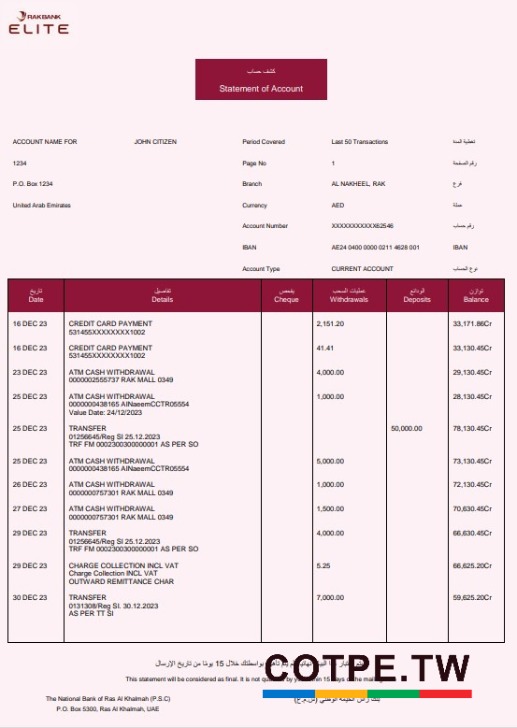 RAKBANK
ELITE
كشف حساب
Statement of Account
ACCOUNT NAME FOR JOHN CITIZEN Period Covered Last 50 Transactions تغطية المدة
1234 Page No 1 رقم الصفحة
P.O. Box 1234 Branch AL NAKHEEL, RAK فرع
United Arab Emirates Currency AED عملة
Account Number XXXXXXXXXXX62546 رقم حساب
IBAN AE24 0400 0000 0211 4628 001 IBAN
Account Type CURRENT ACCOUNT نوع الحساب
تاريخ تفاصيل يفحص عمليات السحب الودائع توازن
Date Details Cheque Withdrawals Deposits Balance
16 DEC 23 CREDIT CARD PAYMENT 2,151.20 33,171.86Cr
531455XXXXXXXX1002
16 DEC 23 CREDIT CARD PAYMENT 41.41 33,130.45Cr
531455XXXXXXXX1002
23 DEC 23 ATM CASH WITHDRAWAL 4,000.00 29,130.45Cr
0000002555737 RAK MALL 0349
25 DEC 23 ATM CASH WITHDRAWAL 1,000.00 28,130.45Cr
0000000438165 AlNaeemCCTR05554
Value Date: 24/12/2023
25 DEC 23 TRANSFER 50,000.00 78,130.45Cr
01256645/Reg SI 25.12.2023
TRF FM 0002300300000001 AS PER SO
25 DEC 23 ATM CASH WITHDRAWAL 5,000.00 73,130.45Cr
0000000438165 AlNaeemCCTR05554
26 DEC 23 ATM CASH WITHDRAWAL 1,000.00 72,130.45Cr
0000000757301 RAK MALL 0349
27 DEC 23 ATM CASH WITHDRAWAL 1,500.00 70,630.45Cr
0000000757301 RAK MALL 0349
29 DEC 23 TRANSFER 4,000.00 66,630.45Cr
01256645/Reg SI 25.12.2023
TRF FM 0002300300000001 AS PER SO
29 DEC 23 CHARGE COLLECTION INCL VAT 5.25 66,625.20Cr
Charge Collection INCL VAT
OUTWARD REMITTANCE CHAR
30 DEC 23 TRANSFER 7,000.00 59,625.20Cr
0131308/Reg SI. 30.12.2023
AS PER TT SI
بواسطتك خلال 15 يومًا من تاريخ الإرسال
This statement will be considered as final. It is not 15 days
COTPE.TW
The National Bank of Ras Al Khaimah (P.S.C) بنك رأس الخيمة الوطني (ش.م.ع)
P.O. Box 5300, Ras Al Khaimah, UAE